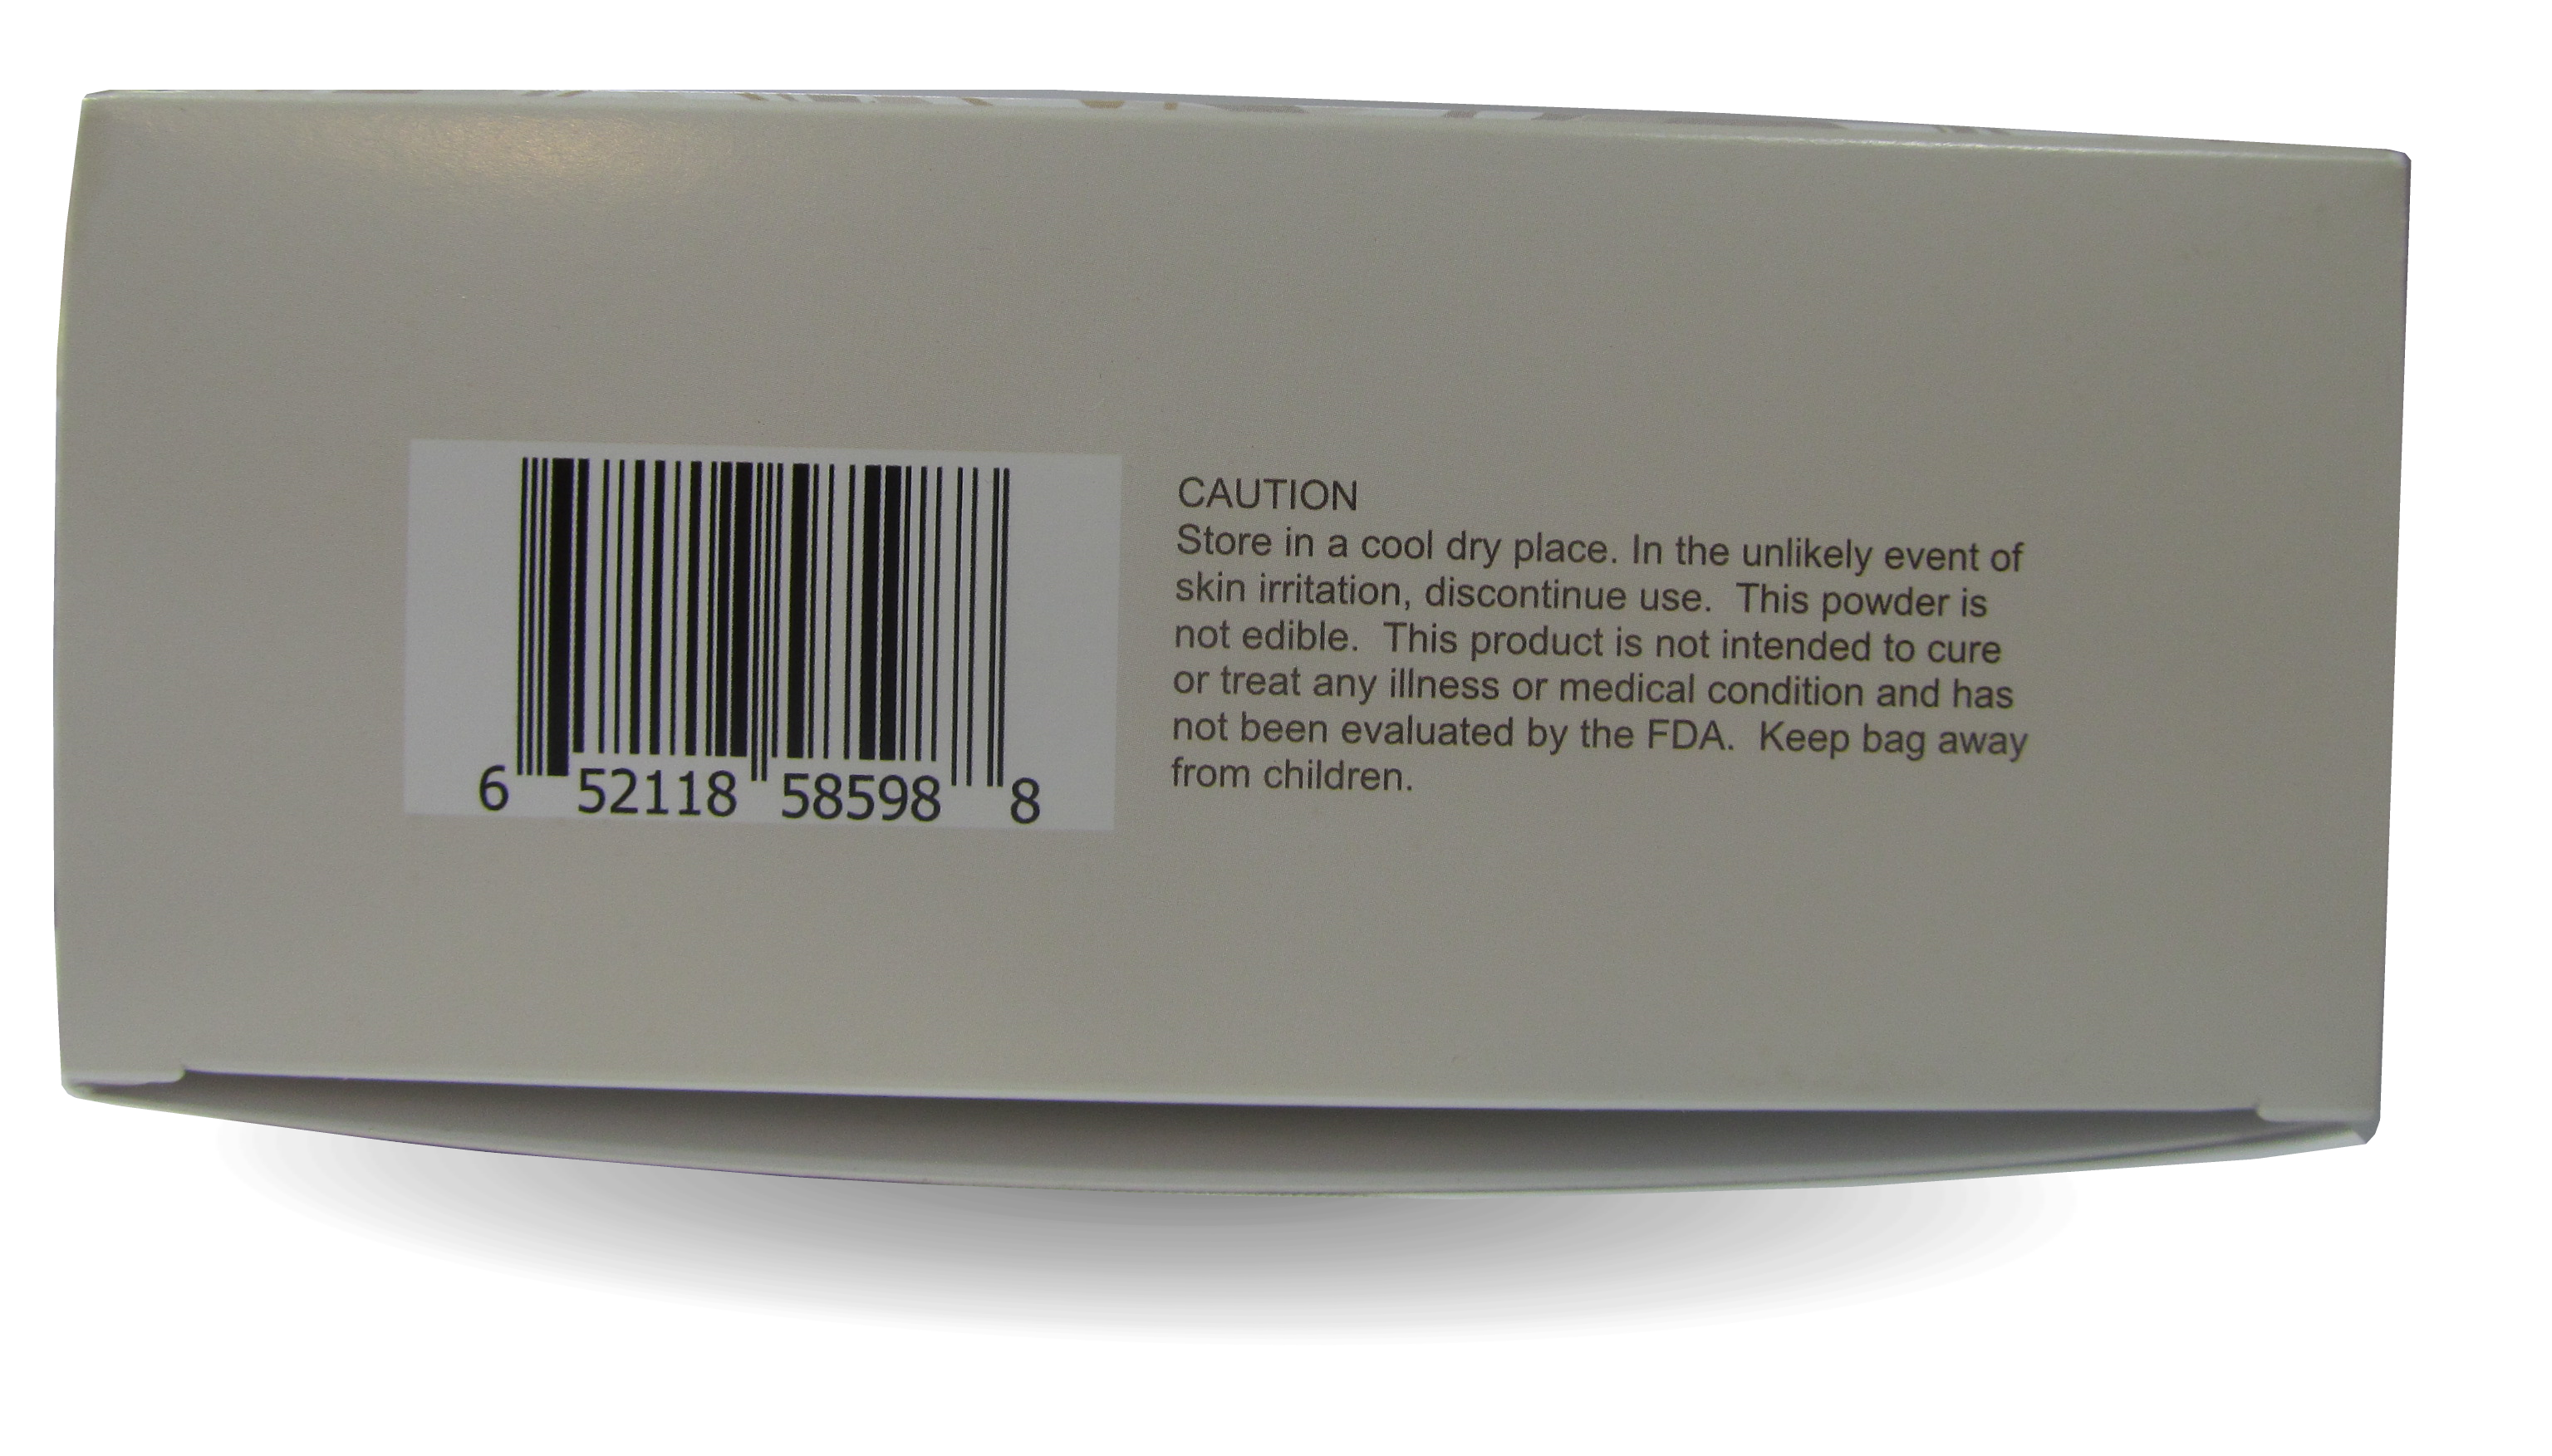 6 52118 58598 8
CAUTION
Store in a cool dry place. In the unlikely event of
skin irritation, discontinue use.  This powder is
not edible.  This product is not intended to cure
or treat any illness or medical condition and has
not been evaluated by the FDA.  Keep bag away
from children.